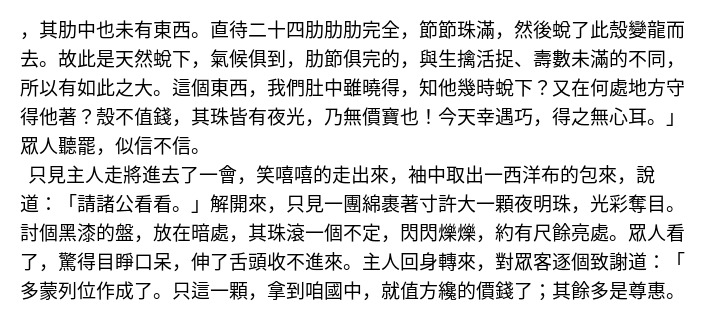 ，其肋中也未有東西。直待二十四肋肋肋完全，節節珠滿，然後蛻了此殼變龍而
去。故此是天然蛻下，氣候俱到，肋節俱完的，與生擒活捉、壽數未滿的不同，
所以有如此之大。這個東西，我們肚中雖曉得，知他幾時蛻下？又在何處地方守
得他著？殼不值錢，其珠皆有夜光，乃無價寶也！今天幸遇巧，得之無心耳。」
眾人聽罷，似信不信。
只見主人走將進去了一會，笑嘻嘻的走出來，袖中取出一西洋布的包來，說
道：「請諸公看看。」解開來，只見一團綿裹著寸許大一顆夜明珠，光彩奪目。
討個黑漆的盤，放在暗處，其珠滾一個不定，閃閃爍爍，約有尺餘亮處。眾人看
了，驚得目睜口呆，伸了舌頭收不進來。主人回身轉來，對眾客逐個致謝道：「
多蒙列位作成了。只這一顆，拿到咱國中，就值方纔的價錢了；其餘多是尊惠。